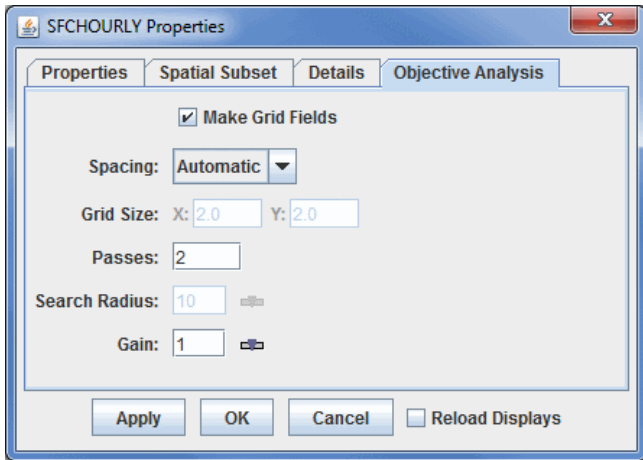 SFCHOURLY Properties
Properties Spatial Subset Details Objective Analysis
Make Grid Fields
Spacing: Automatic
Grid Size: X: 2.0 Y: 2.0
Passes: 2
Search Radius: 10
Gain: 1
Apply OK Cancel Reload Displays